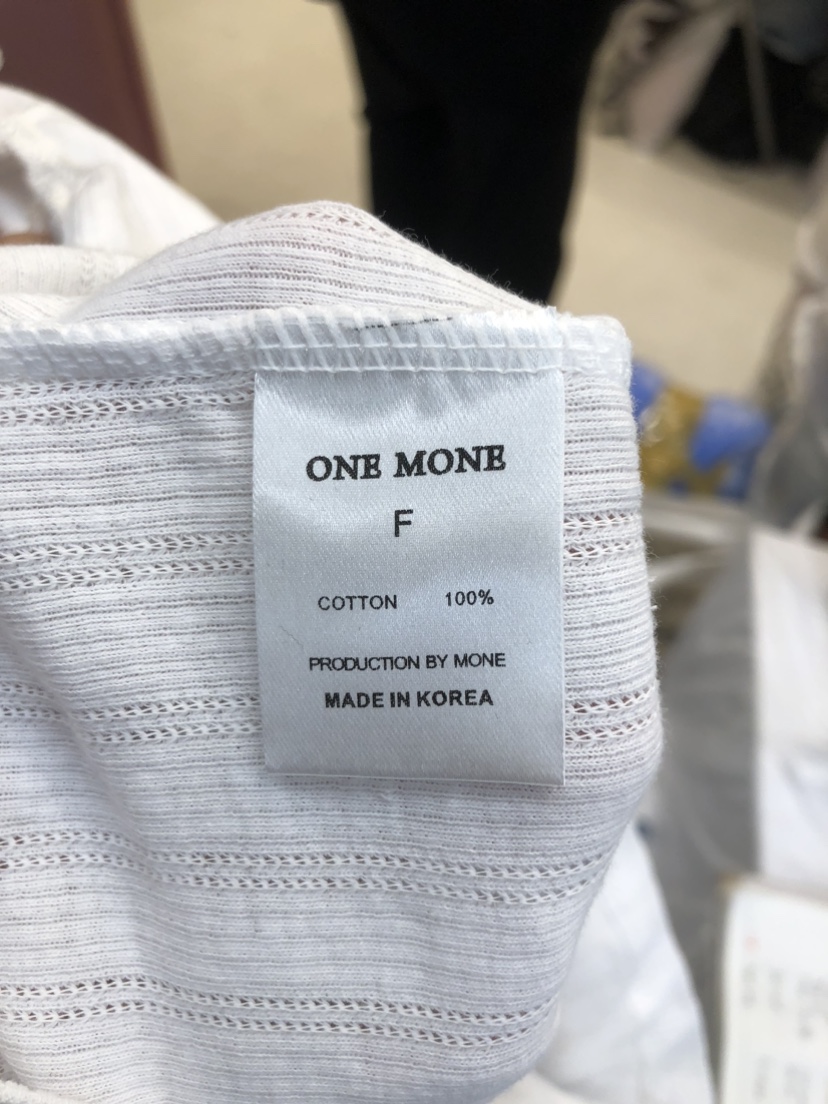 ONE MONE
F
COTTON 100%
PRODUCTION BY MONE
MADE IN KOREA